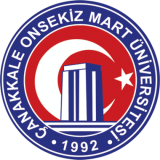 ÇANAKKALE ONSEKİZ MART ÜNİVERSİTESİ
• 1992 •